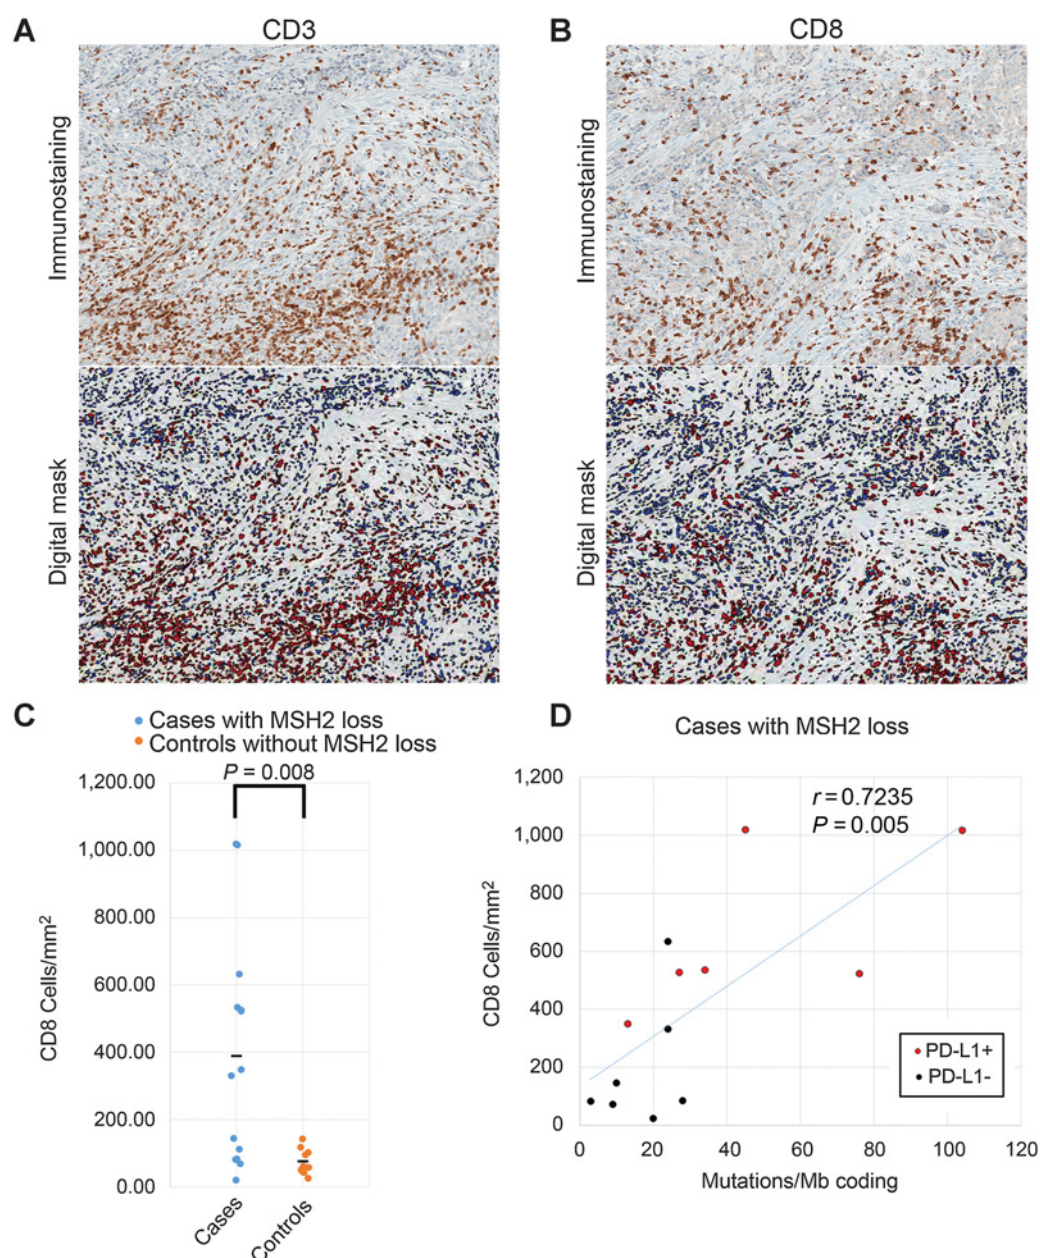 A
CD3
B
CD8
Immunostaining
Immunostaining
Digital mask
Digital mask
C
Cases with MSH2 loss
Controls without MSH2 loss
P = 0.008
1,200.00
1,000.00
800.00
600.00
400.00
200.00
0.00
CD8 Cells/mm²
Cases
Controls
D
Cases with MSH2 loss
r = 0.7235
P = 0.005
1,200
1,000
800
600
400
200
0
CD8 Cells/mm²
PD-L1+
PD-L1-
0 20 40 60 80 100 120
Mutations/Mb coding